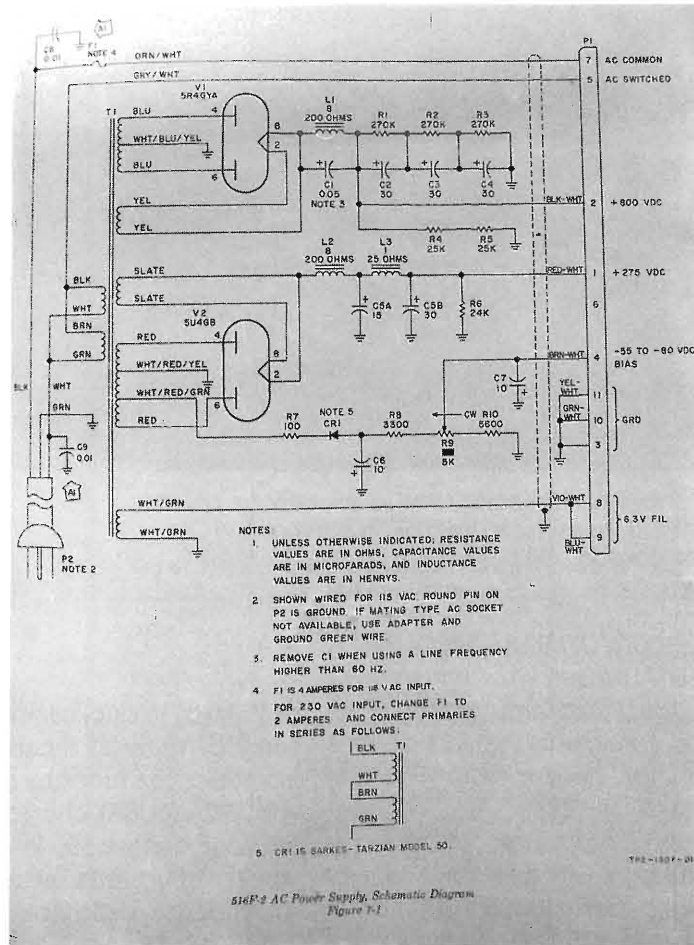 C8
0.01
A1
F1
NOTE 4
ORN/WHT
GRY/WHT
P1
7 AC COMMON
5 AC SWITCHED
V1
5R4GYA
T1
BLU
4
8
2
WHT/BLU/YEL
BLU
6
YEL
YEL
L1
8
200 OHMS
R1
270K
R2
270K
R3
270K
C1
0.05
NOTE 3
C2
30
C3
30
C4
30
BLK-WHT
2 +800 VDC
R4
25K
R5
25K
L2
8
200 OHMS
L3
1
25 OHMS
RED-WHT
1 +275 VDC
SLATE
SLATE
C5A
15
C5B
30
R6
24K
6
BLK
WHT
BRN
GRN
V2
5U4GB
RED
4
8
2
WHT/RED/YEL
WHT/RED/GRN
RED
6
BRN-WHT
4 -55 TO -80 VDC
BIAS
C7
10
YEL-
WHT
11
GRN-
WHT
10
3
GRD
R7
100
NOTE 5
CR1
R8
3300
CW
R10
5600
R9
5K
C6
10
BLK
WHT
GRN
C9
0.01
A1
WHT/GRN
WHT/GRN
VIO-WHT
8
9
6.3V FIL
BLU-
WHT
P2
NOTE 2
NOTES
1. UNLESS OTHERWISE INDICATED; RESISTANCE
VALUES ARE IN OHMS, CAPACITANCE VALUES
ARE IN MICROFARADS, AND INDUCTANCE
VALUES ARE IN HENRYS.
2 SHOWN WIRED FOR 115 VAC. ROUND PIN ON
P2 IS GROUND. IF MATING TYPE AC SOCKET
NOT AVAILABLE, USE ADAPTER AND
GROUND GREEN WIRE.
3. REMOVE C1 WHEN USING A LINE FREQUENCY
HIGHER THAN 60 HZ.
4 F1 IS 4 AMPERES FOR 115 VAC INPUT.
FOR 230 VAC INPUT, CHANGE F1 TO
2 AMPERES AND CONNECT PRIMARIES
IN SERIES AS FOLLOWS:
BLK T1
WHT
BRN
GRN
5. CR1 IS SARKES-TARZIAN MODEL 50.
516F-2 AC Power Supply, Schematic Diagram
Figure 7-1